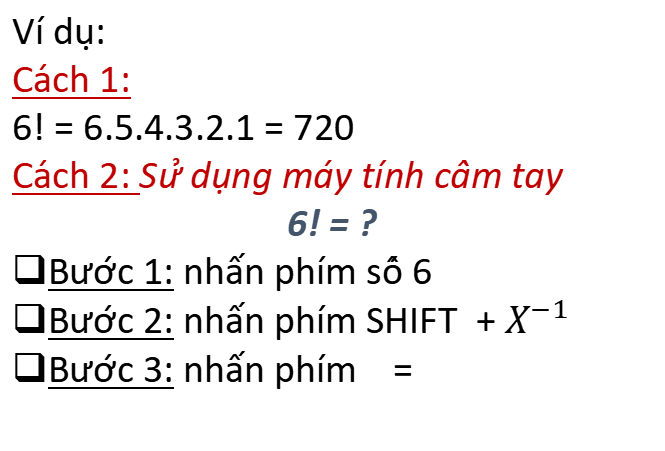 Ví dụ:
Cách 1:
6! = 6.5.4.3.2.1 = 720
Cách 2: Sử dụng máy tính câm tay
6! = ?
❑Bước 1: nhấn phím số 6
❑Bước 2: nhấn phím SHIFT + X⁻¹
❑Bước 3: nhấn phím =